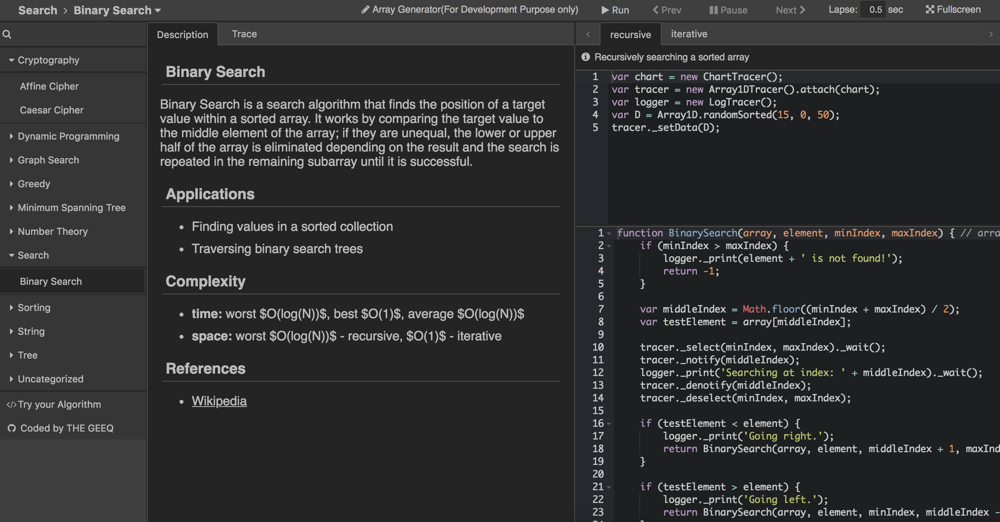 Search > Binary Search
Array Generator(For Development Purpose only)
Run
Prev
Pause
Next
Lapse: 0.5 sec
Fullscreen
Cryptography
Affine Cipher
Caesar Cipher
Dynamic Programming
Graph Search
Greedy
Minimum Spanning Tree
Number Theory
Search
Binary Search
Sorting
String
Tree
Uncategorized
</> Try your Algorithm
Coded by THE GEEQ
Description
Trace
Binary Search
Binary Search is a search algorithm that finds the position of a target
value within a sorted array. It works by comparing the target value to
the middle element of the array; if they are unequal, the lower or upper
half of the array is eliminated depending on the result and the search is
repeated in the remaining subarray until it is successful.
Applications
• Finding values in a sorted collection
• Traversing binary search trees
Complexity
• time: worst $O(log(N))$, best $O(1)$, average $O(log(N))$
• space: worst $O(log(N))$ - recursive, $O(1)$ - iterative
References
• Wikipedia
recursive
iterative
Recursively searching a sorted array
1 var chart = new ChartTracer();
2 var tracer = new Array1DTracer().attach(chart);
3 var logger = new LogTracer();
4 var D = Array1D.randomSorted(15, 0, 50);
5 tracer._setData(D);
1 function BinarySearch(array, element, minIndex, maxIndex) { // arra
2 if (minIndex > maxIndex) {
3 logger._print(element + ' is not found!');
4 return -1;
5 }
6
7 var middleIndex = Math.floor((minIndex + maxIndex) / 2);
8 var testElement = array[middleIndex];
9
10 tracer._select(minIndex, maxIndex)._wait();
11 tracer._notify(middleIndex);
12 logger._print('Searching at index: ' + middleIndex)._wait();
13 tracer._denotify(middleIndex);
14 tracer._deselect(minIndex, maxIndex);
15
16 if (testElement < element) {
17 logger._print('Going right.');
18 return BinarySearch(array, element, middleIndex + 1, maxInd
19 }
20
21 if (testElement > element) {
22 logger._print('Going left.');
23 return BinarySearch(array, element, minIndex, middleIndex -